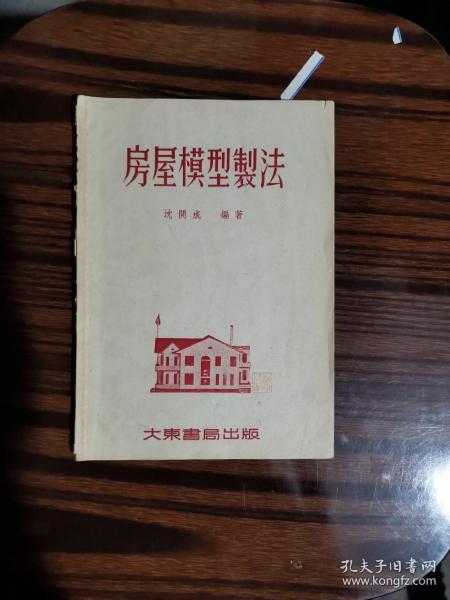 房屋模型製法
沈開成 編著
大東書局出版
孔夫子旧书网
www.kongfz.com